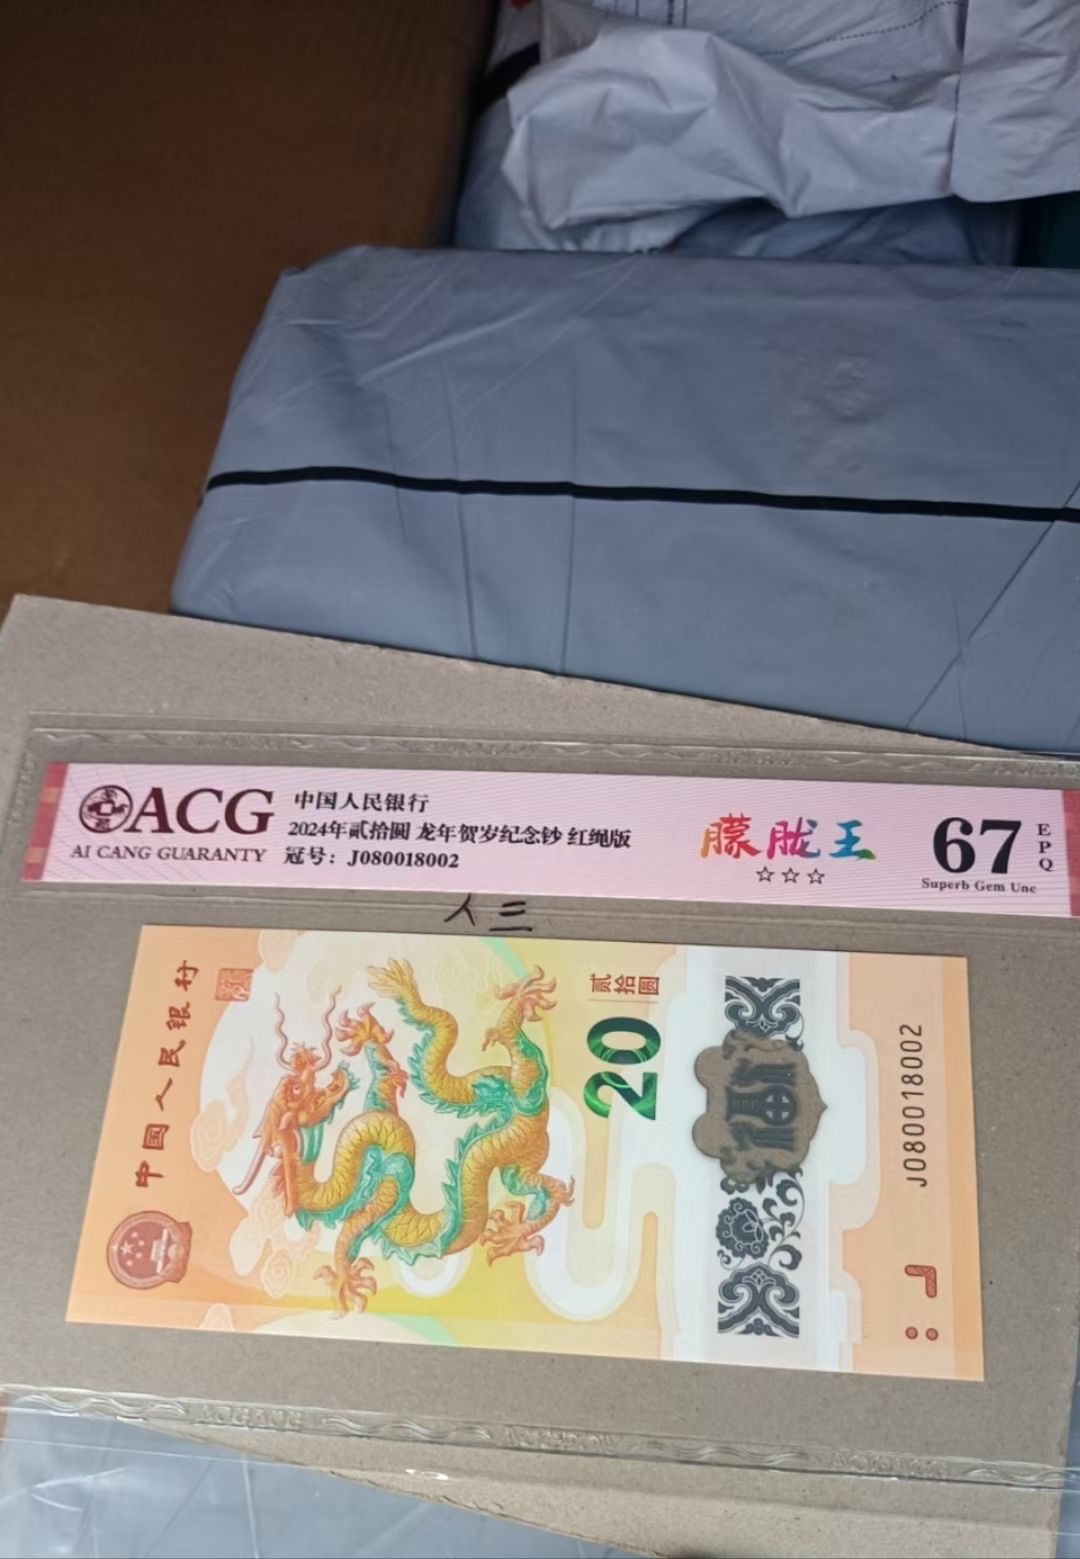 ACG
AI CANG GUARANTY
中国人民银行
2024年贰拾圆 龙年贺岁纪念钞 红绳版
冠号：J080018002
朦胧王
☆☆☆
67
EPQ
Superb Gem Unc
中国人民银行
贰拾圆
20
福
J080018002